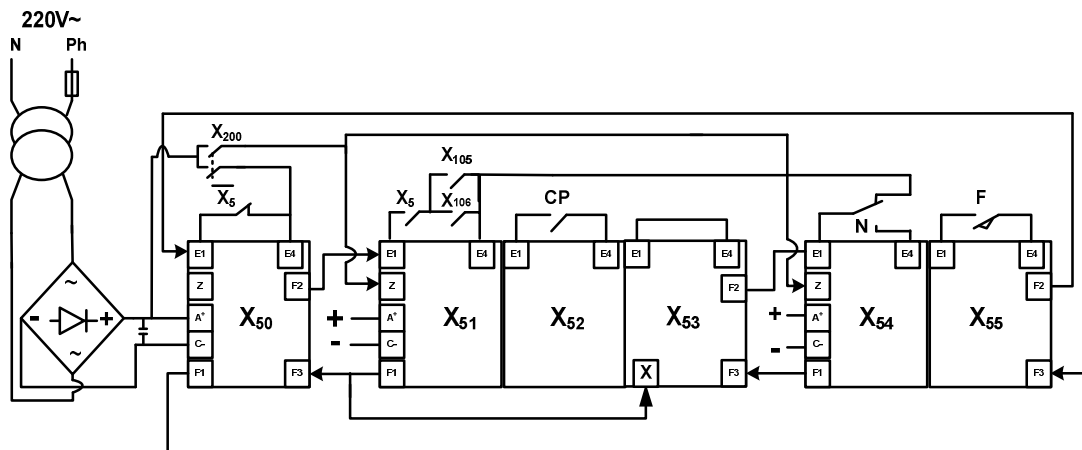 220V~
N Ph
X200
X105
X5
X5 X106
CP
N
F
E1 E4
E1 E4
E1 E4
E1 E4
E1 E4
E1 E4
Z F2
Z
F2
Z
F2
~
- +
~
A+
C-
X50
+
-
A+
C-
X51
X52
X53
+
-
A+
C-
X54
X55
F1 F3
F1
X
F3
F1
F3